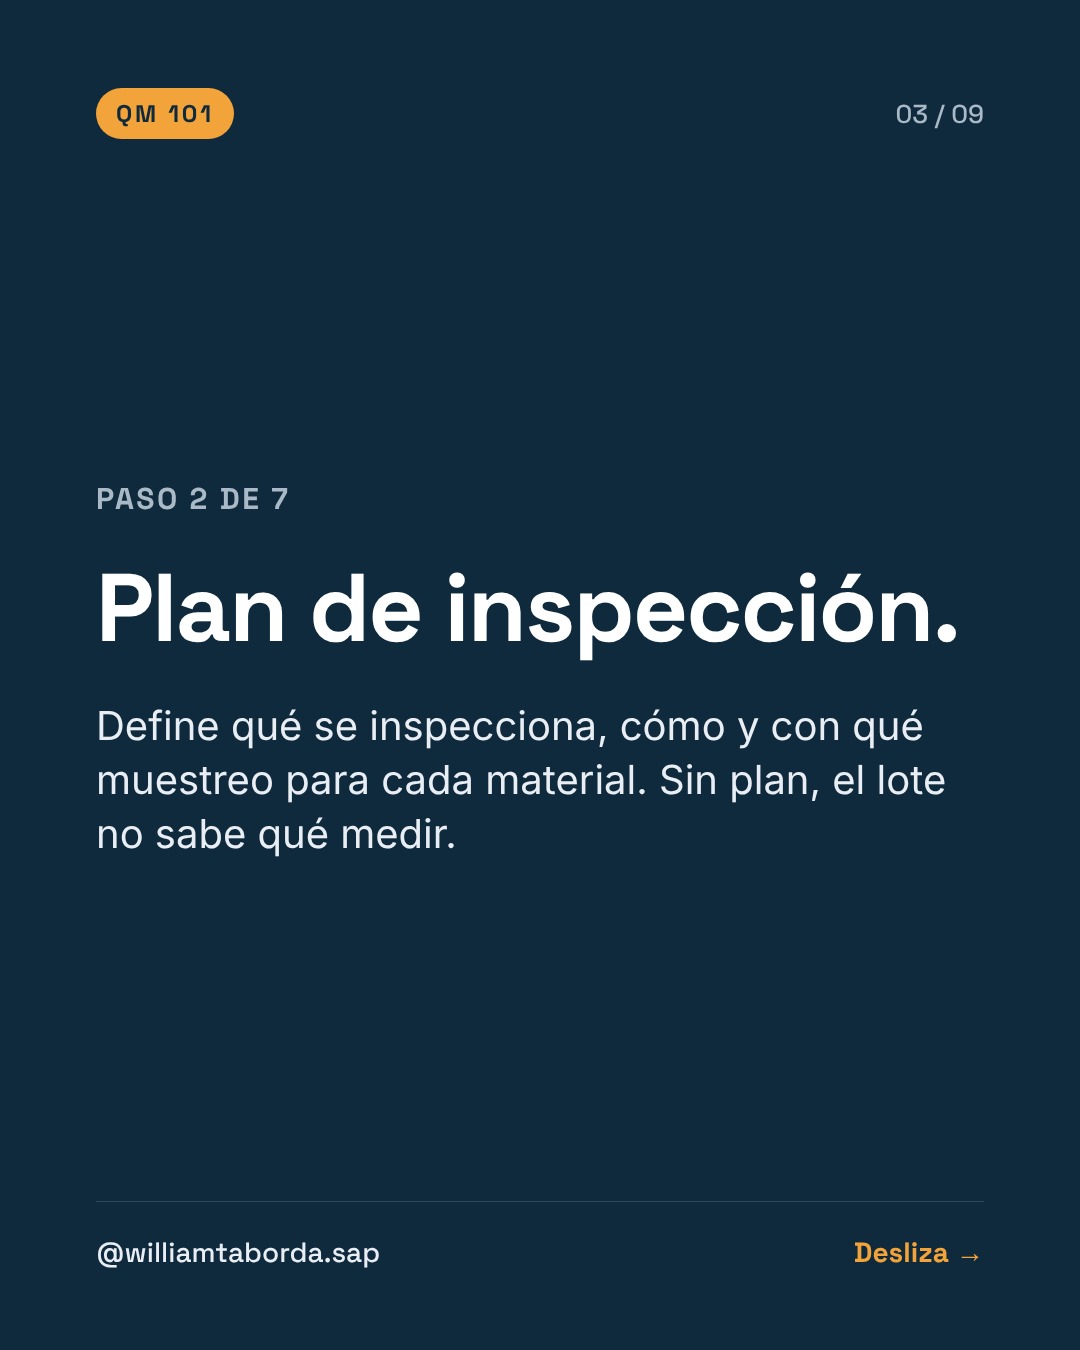 QM 101
03 / 09
PASO 2 DE 7
Plan de inspección.
Define qué se inspecciona, cómo y con qué
muestreo para cada material. Sin plan, el lote
no sabe qué medir.
@williamtaborda.sap
Desliza →